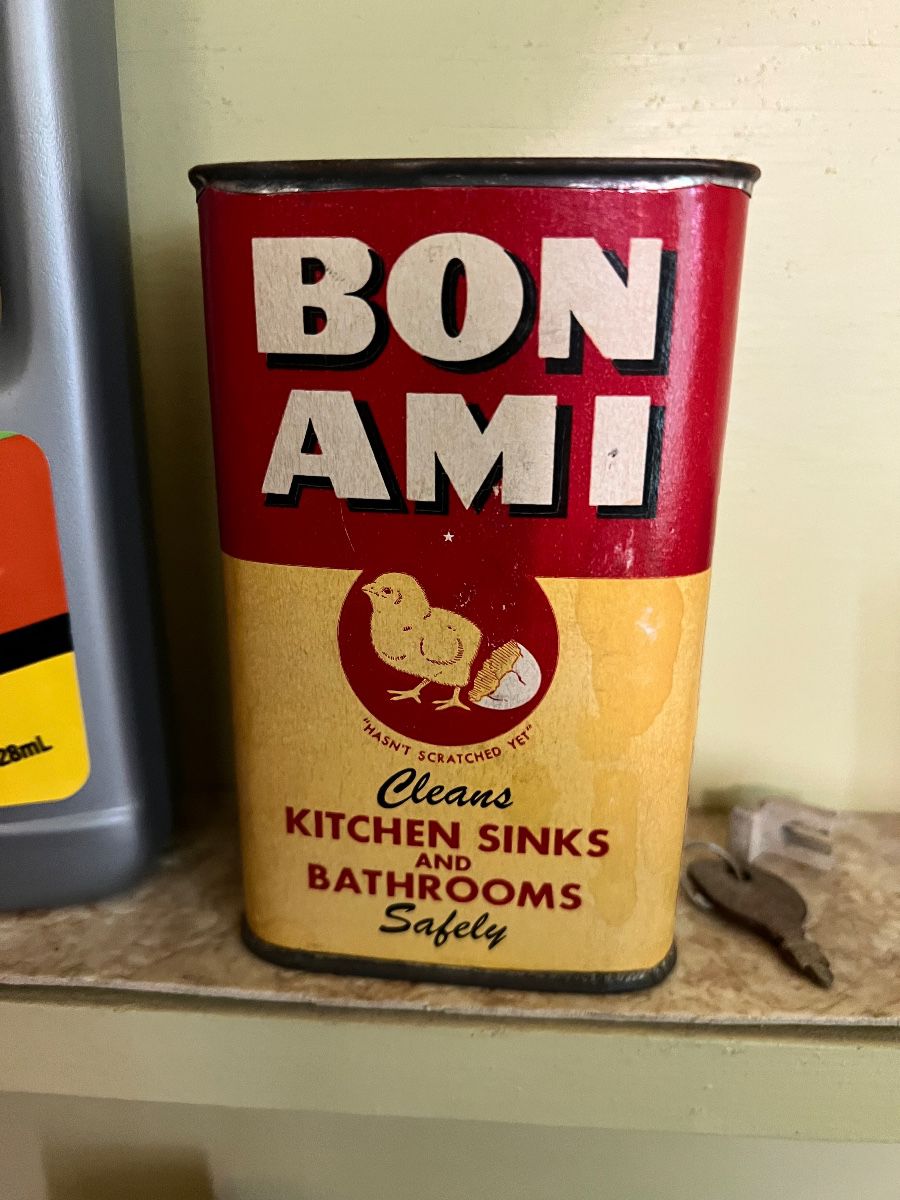 BON
AMI
"HASN'T SCRATCHED YET"
Cleans
KITCHEN SINKS
AND
BATHROOMS
Safely
28mL